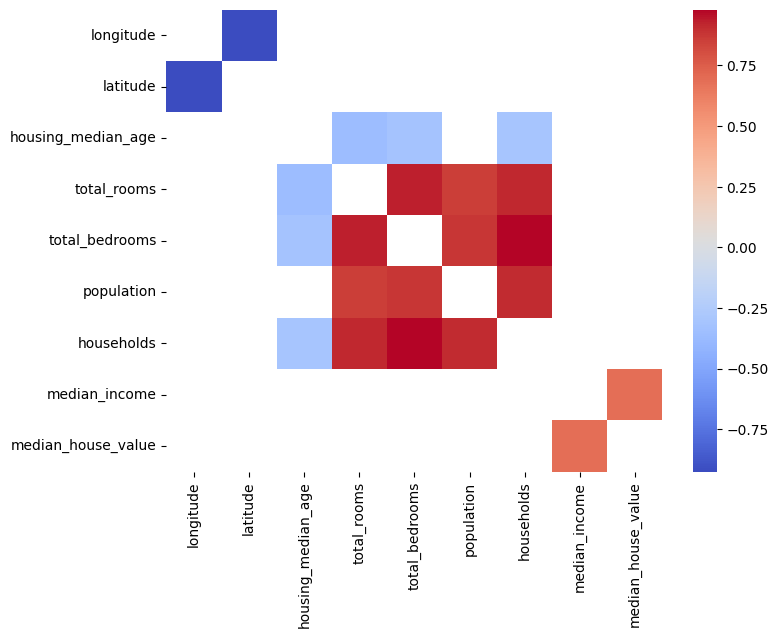 longitude
latitude
housing_median_age
total_rooms
total_bedrooms
population
households
median_income
median_house_value
longitude
latitude
housing_median_age
total_rooms
total_bedrooms
population
households
median_income
median_house_value
0.75
0.50
0.25
0.00
−0.25
−0.50
−0.75